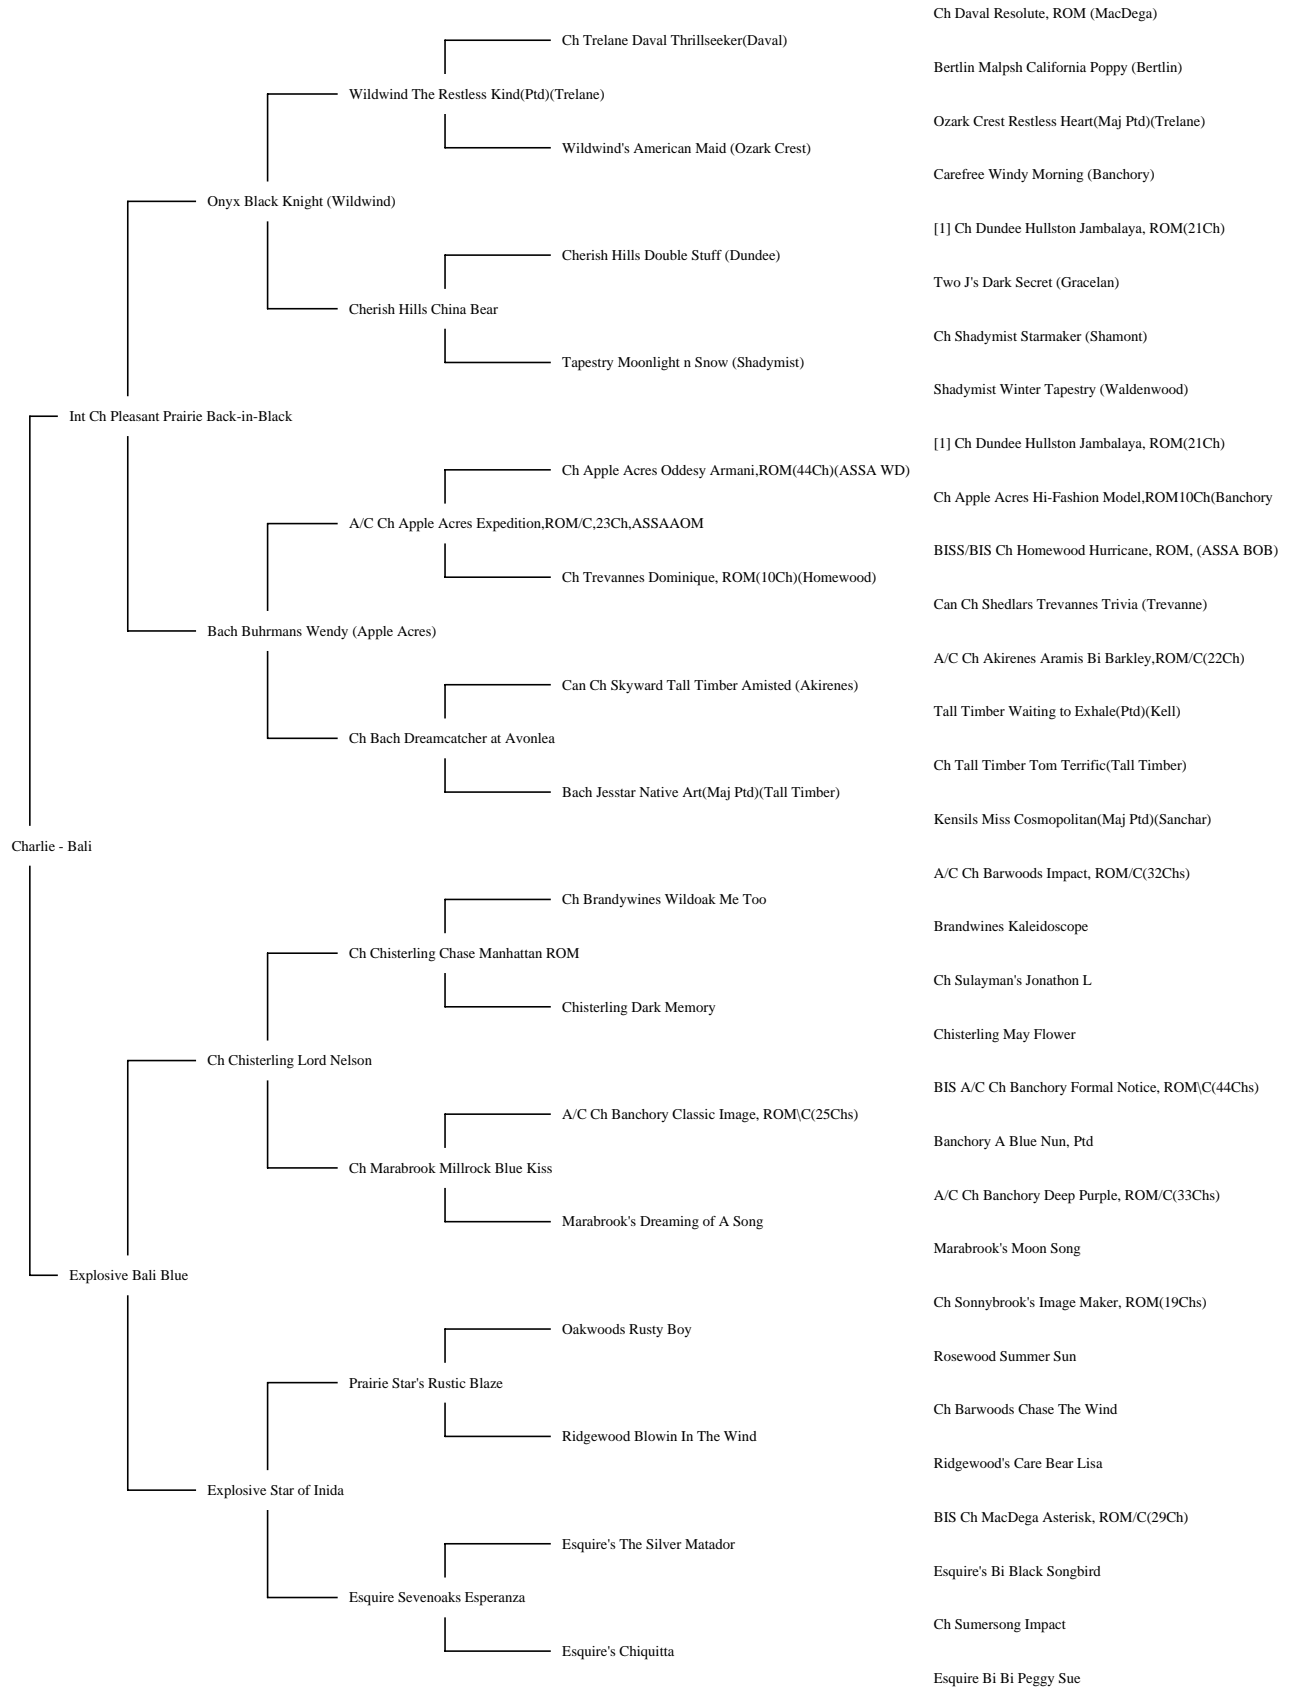 Ch Daval Resolute, ROM (MacDega)
Ch Trelane Daval Thrillseeker(Daval)
Bertlin Malpsh California Poppy (Bertlin)
Wildwind The Restless Kind(Ptd)(Trelane)
Ozark Crest Restless Heart(Maj Ptd)(Trelane)
Wildwind's American Maid (Ozark Crest)
Carefree Windy Morning (Banchory)
Onyx Black Knight (Wildwind)
[1] Ch Dundee Hullston Jambalaya, ROM(21Ch)
Cherish Hills Double Stuff (Dundee)
Two J's Dark Secret (Gracelan)
Cherish Hills China Bear
Ch Shadymist Starmaker (Shamont)
Tapestry Moonlight n Snow (Shadymist)
Shadymist Winter Tapestry (Waldenwood)
Int Ch Pleasant Prairie Back-in-Black
[1] Ch Dundee Hullston Jambalaya, ROM(21Ch)
Ch Apple Acres Oddesy Armani,ROM(44Ch)(ASSA WD)
Ch Apple Acres Hi-Fashion Model,ROM10Ch(Banchory
A/C Ch Apple Acres Expedition,ROM/C,23Ch,ASSAAOM
BISS/BIS Ch Homewood Hurricane, ROM, (ASSA BOB)
Ch Trevannes Dominique, ROM(10Ch)(Homewood)
Can Ch Shedlars Trevannes Trivia (Trevanne)
Bach Buhrmans Wendy (Apple Acres)
A/C Ch Akirenes Aramis Bi Barkley,ROM/C(22Ch)
Can Ch Skyward Tall Timber Amisted (Akirenes)
Tall Timber Waiting to Exhale(Ptd)(Kell)
Ch Bach Dreamcatcher at Avonlea
Ch Tall Timber Tom Terrific(Tall Timber)
Bach Jesstar Native Art(Maj Ptd)(Tall Timber)
Kensils Miss Cosmopolitan(Maj Ptd)(Sanchar)
Charlie - Bali
A/C Ch Barwoods Impact, ROM/C(32Chs)
Ch Brandywines Wildoak Me Too
Brandwines Kaleidoscope
Ch Chisterling Chase Manhattan ROM
Ch Sulayman's Jonathon L
Chisterling Dark Memory
Chisterling May Flower
Ch Chisterling Lord Nelson
BIS A/C Ch Banchory Formal Notice, ROM\C(44Chs)
A/C Ch Banchory Classic Image, ROM\C(25Chs)
Banchory A Blue Nun, Ptd
Ch Marabrook Millrock Blue Kiss
A/C Ch Banchory Deep Purple, ROM/C(33Chs)
Marabrook's Dreaming of A Song
Marabrook's Moon Song
Explosive Bali Blue
Ch Sonnybrook's Image Maker, ROM(19Chs)
Oakwoods Rusty Boy
Rosewood Summer Sun
Prairie Star's Rustic Blaze
Ch Barwoods Chase The Wind
Ridgewood Blowin In The Wind
Ridgewood's Care Bear Lisa
Explosive Star of Inida
BIS Ch MacDega Asterisk, ROM/C(29Ch)
Esquire's The Silver Matador
Esquire's Bi Black Songbird
Esquire Sevenoaks Esperanza
Ch Sumersong Impact
Esquire's Chiquitta
Esquire Bi Bi Peggy Sue